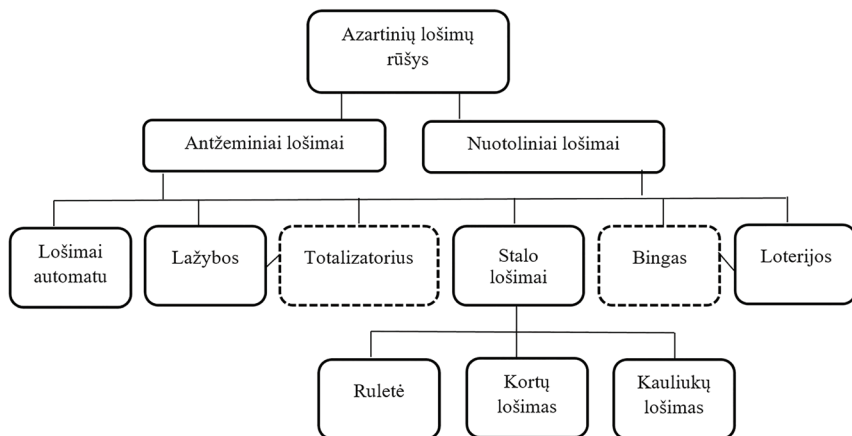 Azartinių lošimų
rūšys
Antžeminiai lošimai
Nuotoliniai lošimai
Lošimai
automatu
Lažybos
Totalizatorius
Stalo
lošimai
Bingas
Loterijos
Ruletė
Kortų
lošimas
Kauliukų
lošimas